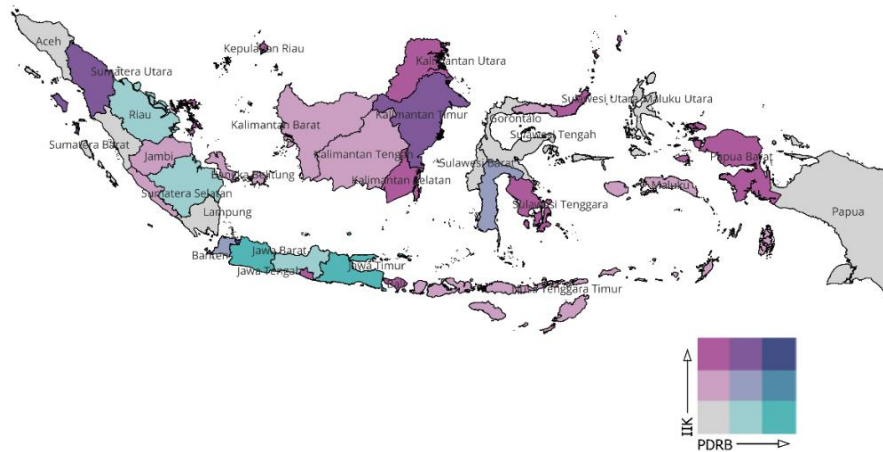 Aceh
Sumatera Utara
Kepulauan Riau
Kalimantan Utara
Riau
Sulawesi Utara
Maluku Utara
Gorontalo
Kalimantan Timur
Kalimantan Barat
Sulawesi Tengah
Sumatera Barat
Jambi
Kalimantan Tengah
Sulawesi Barat
Papua Barat
Bangka Belitung
Kalimantan Selatan
Maluku
Sumatera Selatan
Sulawesi Tenggara
Lampung
Papua
Banten
Jawa Barat
Jawa Tengah
Jawa Timur
Nusa Tenggara Timur
IIK
PDRB